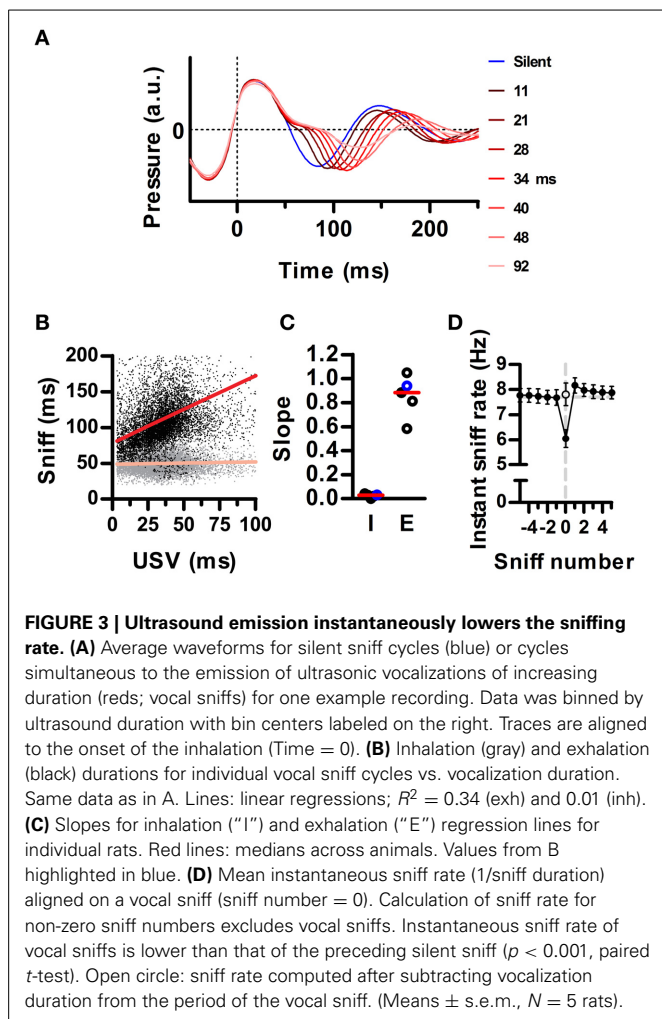 A
Pressure (a.u.)
0
0 100 200
Time (ms)
Silent
11
21
28
34 ms
40
48
92
B
Sniff (ms)
200
150
100
50
0
0 25 50 75 100
USV (ms)
C
Slope
1.2
1.0
0.8
0.6
0.4
0.2
0.0
I E
D
Instant sniff rate (Hz)
9
8
7
6
5
0
-4 -2 0 2 4
Sniff number
FIGURE 3 | Ultrasound emission instantaneously lowers the sniffing
rate. (A) Average waveforms for silent sniff cycles (blue) or cycles
simultaneous to the emission of ultrasonic vocalizations of increasing
duration (reds; vocal sniffs) for one example recording. Data was binned by
ultrasound duration with bin centers labeled on the right. Traces are aligned
to the onset of the inhalation (Time = 0). (B) Inhalation (gray) and exhalation
(black) durations for individual vocal sniff cycles vs. vocalization duration.
Same data as in A. Lines: linear regressions; R² = 0.34 (exh) and 0.01 (inh).
(C) Slopes for inhalation (“I”) and exhalation (“E”) regression lines for
individual rats. Red lines: medians across animals. Values from B
highlighted in blue. (D) Mean instantaneous sniff rate (1/sniff duration)
aligned on a vocal sniff (sniff number = 0). Calculation of sniff rate for
non-zero sniff numbers excludes vocal sniffs. Instantaneous sniff rate of
vocal sniffs is lower than that of the preceding silent sniff (p < 0.001, paired
t-test). Open circle: sniff rate computed after subtracting vocalization
duration from the period of the vocal sniff. (Means ± s.e.m., N = 5 rats).